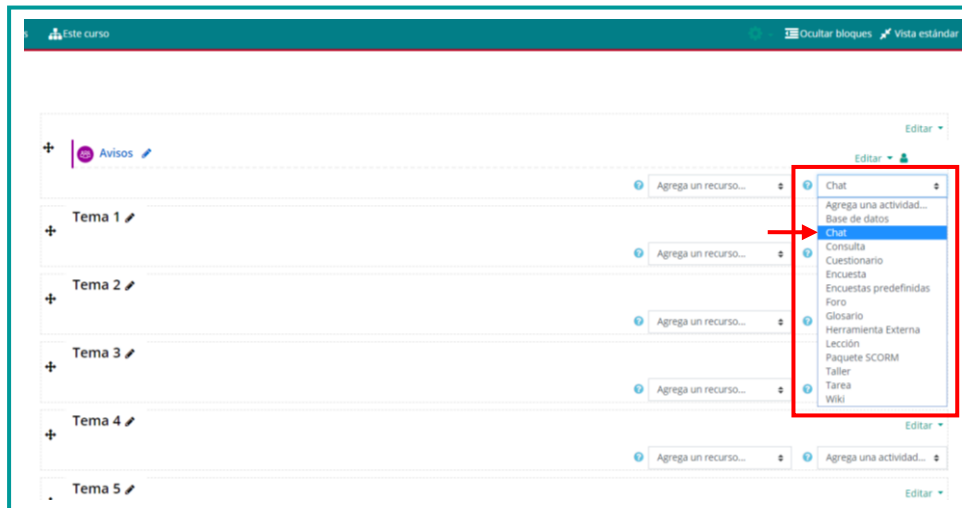 s Este curso Ocultar bloques Vista estándar
Editar
Avisos
Editar
Agrega un recurso... Chat
Agrega una actividad...
Base de datos
Chat
Consulta
Cuestionario
Encuesta
Encuestas predefinidas
Foro
Glosario
Herramienta Externa
Lección
Paquete SCORM
Taller
Tarea
Wiki
Tema 1
Agrega un recurso...
Tema 2
Agrega un recurso...
Tema 3
Agrega un recurso...
Tema 4
Editar
Agrega un recurso... Agrega una actividad...
Tema 5
Editar